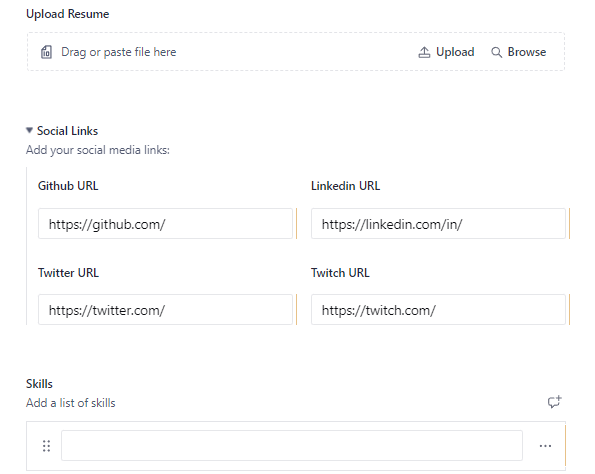 Upload Resume
Drag or paste file here Upload Browse
Social Links
Add your social media links:
Github URL Linkedin URL
https://github.com/ https://linkedin.com/in/
Twitter URL Twitch URL
https://twitter.com/ https://twitch.com/
Skills
Add a list of skills